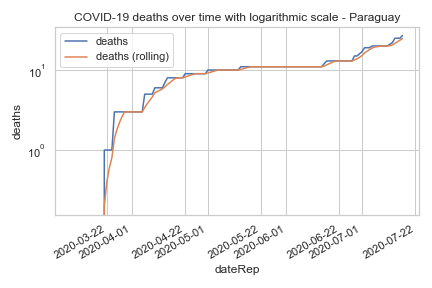 COVID-19 deaths over time with logarithmic scale - Paraguay
deaths
deaths (rolling)
10¹
10⁰
deaths
2020-03-22
2020-04-01
2020-04-22
2020-05-01
2020-05-22
2020-06-01
2020-06-22
2020-07-01
2020-07-22
dateRep